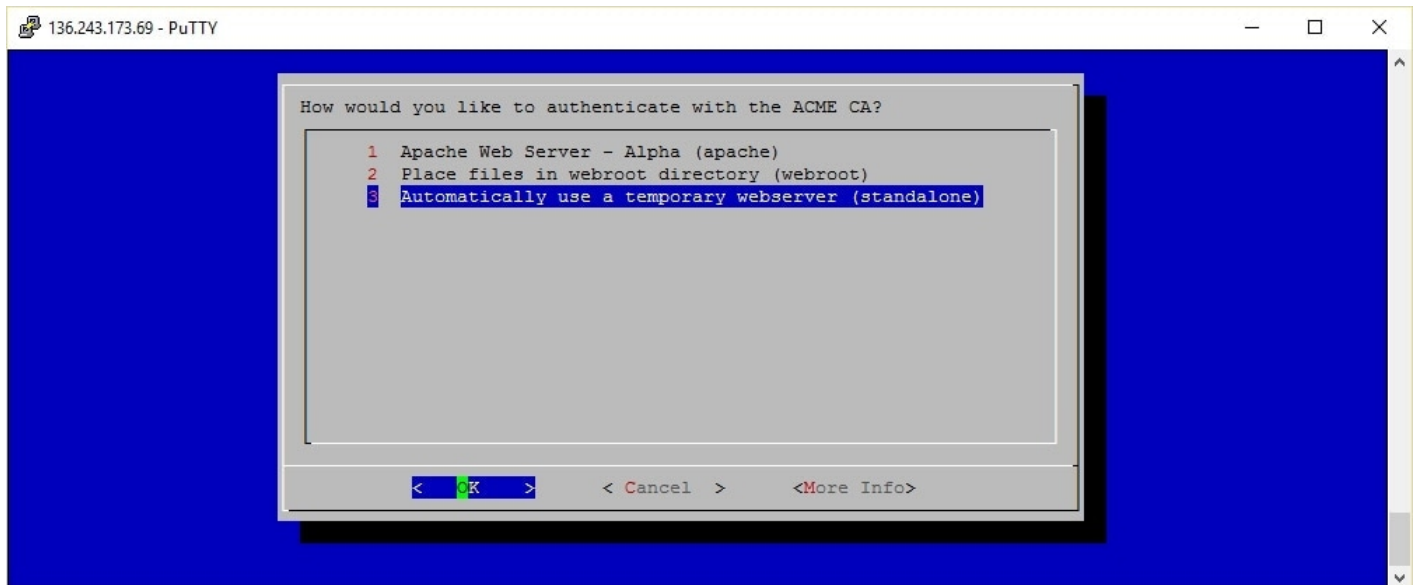 136.243.173.69 - PuTTY
How would you like to authenticate with the ACME CA?
1 Apache Web Server - Alpha (apache)
2 Place files in webroot directory (webroot)
3 Automatically use a temporary webserver (standalone)
< OK > < Cancel > <More Info>